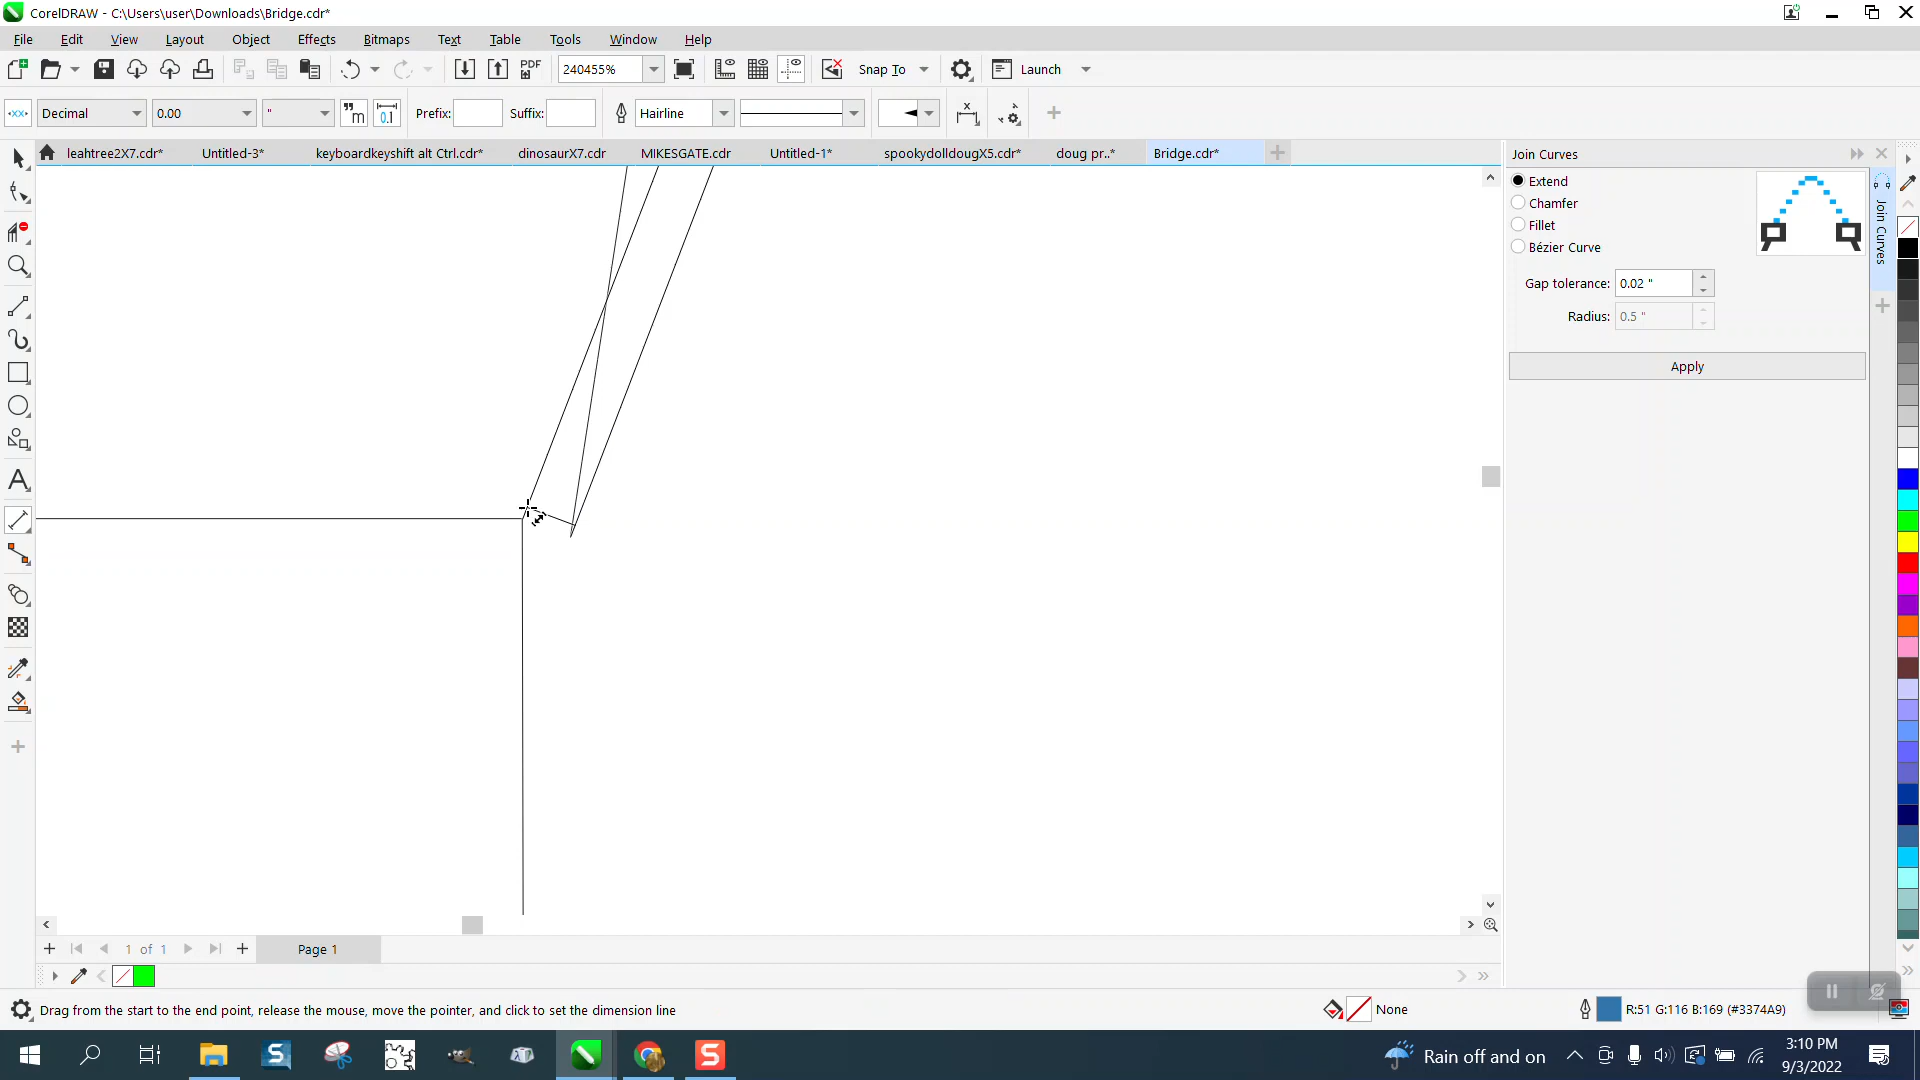 CorelDRAW - C:\Users\user\Downloads\Bridge.cdr*
File Edit View Layout Object Effects Bitmaps Text Table Tools Window Help
PDF 240455% Snap To Launch
Decimal 0.00 " "m 0.1 Prefix: Suffix: Hairline x
leahtree2X7.cdr* Untitled-3* keyboardkeyshift alt Ctrl.cdr* dinosaurX7.cdr MIKESGATE.cdr Untitled-1* spookydolldougX5.cdr* doug pr..* Bridge.cdr*
Join Curves
Extend
Chamfer
Fillet
Bézier Curve
Gap tolerance: 0.02 "
Radius: 0.5 "
Apply
Join Curves
1 of 1 Page 1
Drag from the start to the end point, release the mouse, move the pointer, and click to set the dimension line
None
R:51 G:116 B:169 (#3374A9)
Rain off and on
3:10 PM
9/3/2022